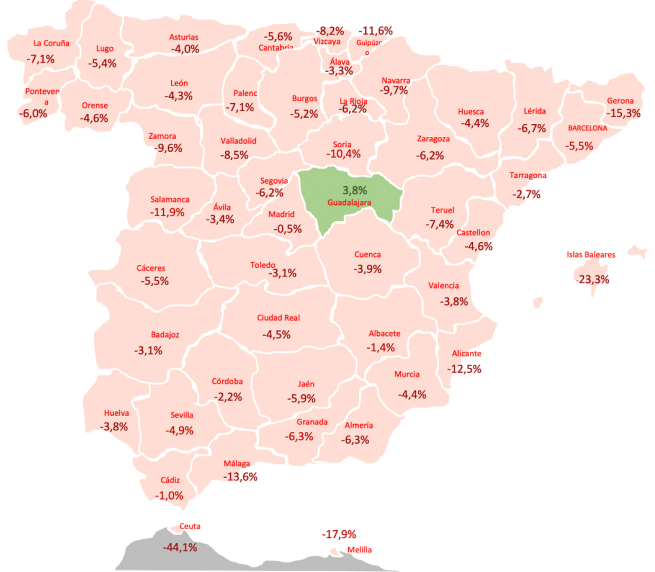 La Coruña
-7,1%
Lugo
-5,4%
Asturias
-4,0%
-5,6%
Cantabria
-8,2%
Vizcaya
-11,6%
Guipúzc
o
Álava
-3,3%
Navarra
-9,7%
Pontever
a
-6,0%
Orense
-4,6%
León
-4,3%
Palenc
-7,1%
Burgos
-5,2%
La Rioja
-6,2%
Huesca
-4,4%
Lérida
-6,7%
BARCELONA
-5,5%
Gerona
-15,3%
Zamora
-9,6%
Valladolid
-8,5%
Soria
-10,4%
Zaragoza
-6,2%
Tarragona
-2,7%
Salamanca
-11,9%
Ávila
-3,4%
Segovia
-6,2%
Madrid
-0,5%
3,8%
Guadalajara
Teruel
-7,4%
Castellon
-4,6%
Islas Baleares
-23,3%
Cáceres
-5,5%
Toledo
-3,1%
Cuenca
-3,9%
Valencia
-3,8%
Badajoz
-3,1%
Ciudad Real
-4,5%
Albacete
-1,4%
Alicante
-12,5%
Murcia
-4,4%
Huelva
-3,8%
Sevilla
-4,9%
Córdoba
-2,2%
Jaén
-5,9%
Granada
-6,3%
Almería
-6,3%
Málaga
-13,6%
Cádiz
-1,0%
Ceuta
-44,1%
-17,9%
Melilla